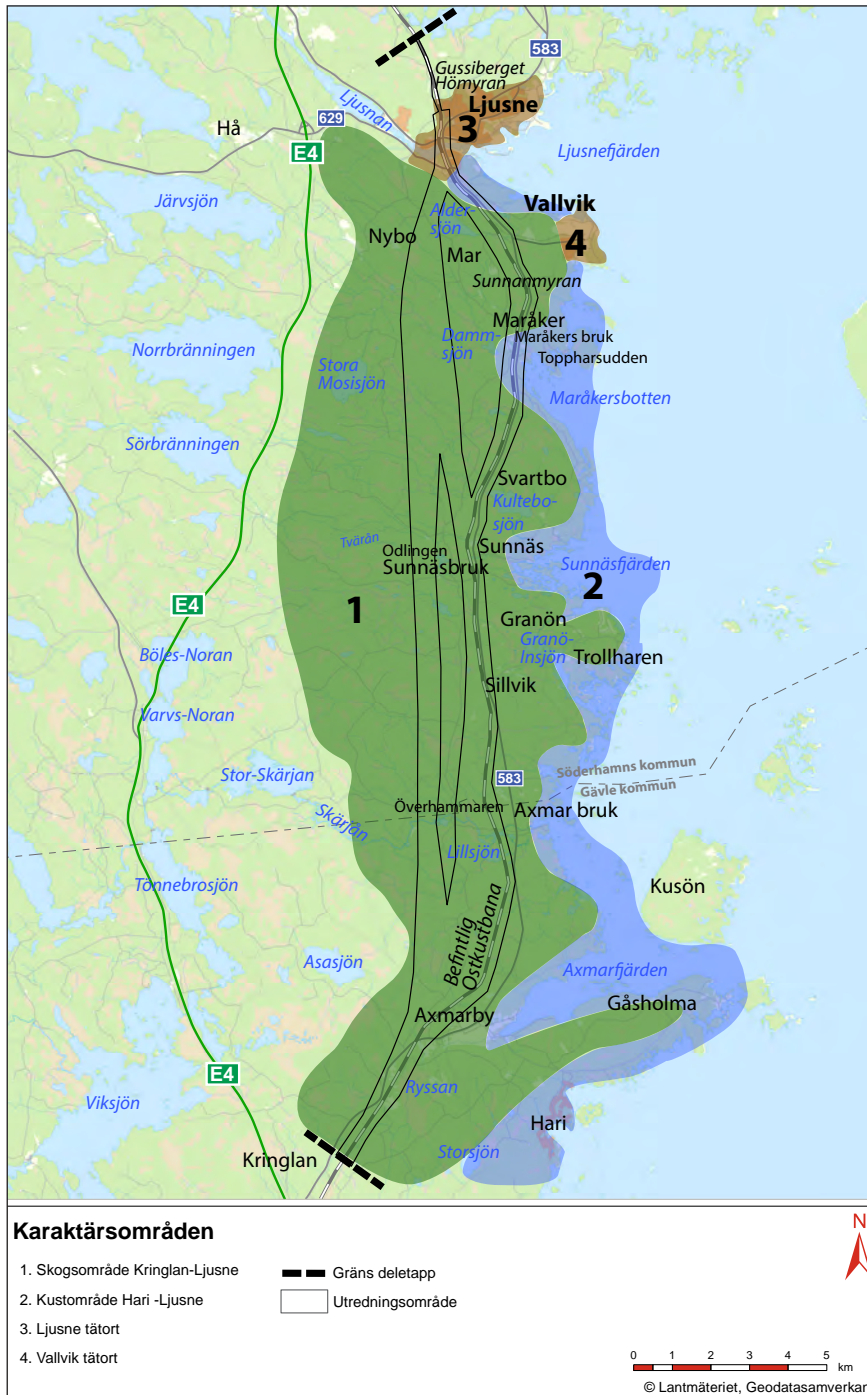 583
Gussiberget
Hömyran
Ljusne
3
Ljusnan
629
Hå
E4
Ljusnefjärden
Järvsjön
Vallvik
4
Alder-
sjön
Nybo
Mar
Sunnanmyran
Maråker
Maråkers bruk
Damm-
sjön
Toppharsudden
Norrbränningen
Stora
Mosisjön
Maråkersbotten
Sörbränningen
Svartbo
Kultebo-
sjön
Tvärån
Odlingen
Sunnäs
Sunnäsbruk
Sunnäsfjärden
2
E4
1
Granön
Granö-
Insjön
Trollharen
Böles-Noran
Sillvik
Varvs-Noran
Stor-Skärjan
583
Söderhamns kommun
Gävle kommun
Skärjån
Överhammaren
Axmar bruk
Lillsjön
Tönnebrosjön
Kusön
Befintlig
Ostkustbana
Asasjön
Axmarfjärden
Gåsholma
Axmarby
E4
Ryssan
Viksjön
Hari
Storsjön
Kringlan
Karaktärsområden
1. Skogsområde Kringlan-Ljusne
2. Kustområde Hari -Ljusne
3. Ljusne tätort
4. Vallvik tätort
Gräns deletapp
Utredningsområde
N
0 1 2 3 4 5
km
© Lantmäteriet, Geodatasamverkan